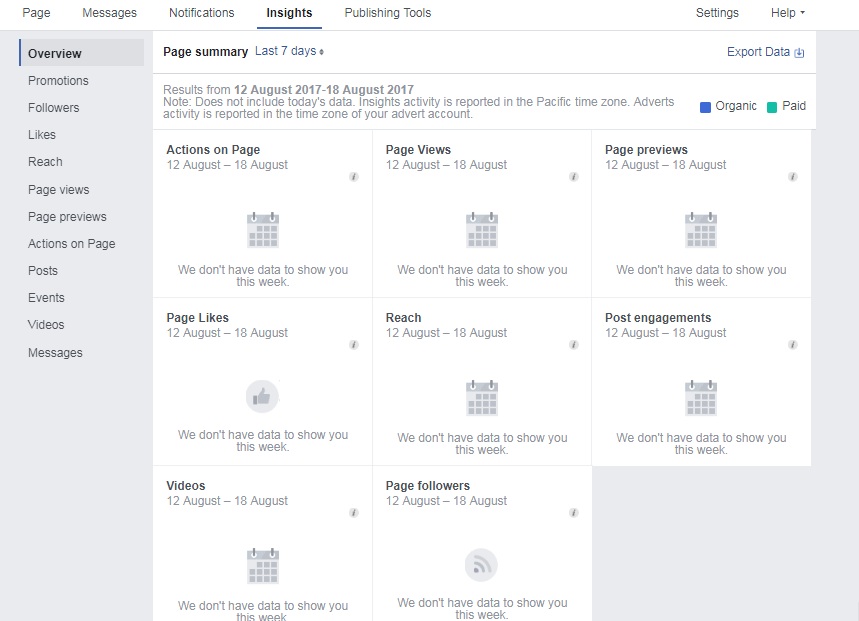 Page Messages Notifications Insights Publishing Tools Settings Help
Overview
Promotions
Followers
Likes
Reach
Page views
Page previews
Actions on Page
Posts
Events
Videos
Messages
Page summary Last 7 days
Export Data
Results from 12 August 2017-18 August 2017
Note: Does not include today's data. Insights activity is reported in the Pacific time zone. Adverts
activity is reported in the time zone of your advert account.
Organic Paid
Actions on Page
12 August – 18 August
i
We don't have data to show you
this week.
Page Views
12 August – 18 August
i
We don't have data to show you
this week.
Page previews
12 August – 18 August
i
We don't have data to show you
this week.
Page Likes
12 August – 18 August
i
We don't have data to show you
this week.
Reach
12 August – 18 August
i
We don't have data to show you
this week.
Post engagements
12 August – 18 August
i
We don't have data to show you
this week.
Videos
12 August – 18 August
i
We don't have data to show you
this week.
Page followers
12 August – 18 August
i
We don't have data to show you
this week.